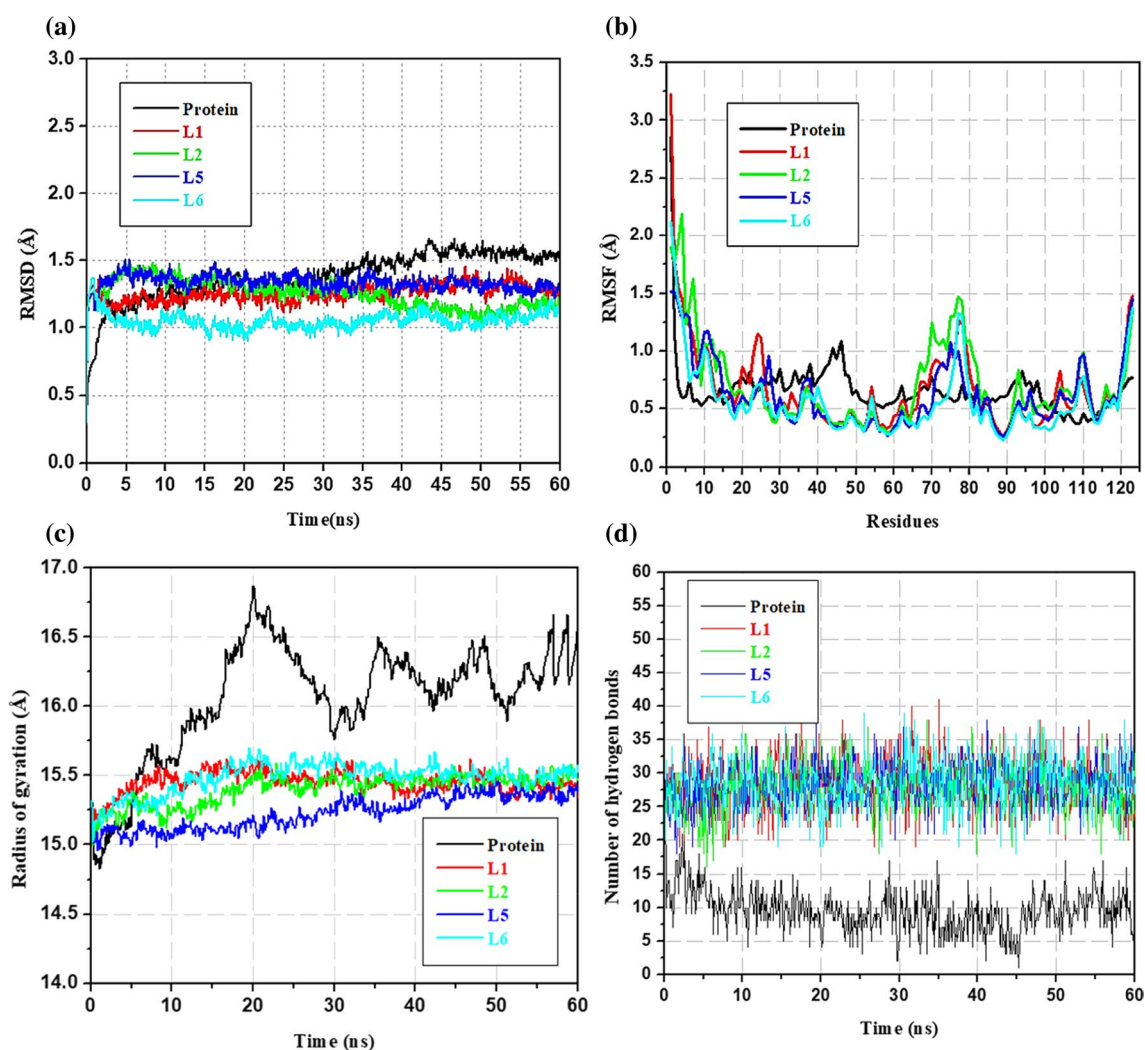 (a)
3.0
2.5
2.0
1.5
1.0
0.5
0.0
RMSD (Å)
Protein
L1
L2
L5
L6
0 5 10 15 20 25 30 35 40 45 50 55 60
Time(ns)
(b)
3.5
3.0
2.5
2.0
1.5
1.0
0.5
0.0
RMSF (Å)
Protein
L1
L2
L5
L6
0 10 20 30 40 50 60 70 80 90 100 110 120
Residues
(c)
17.0
16.5
16.0
15.5
15.0
14.5
14.0
Radius of gyration (Å)
Protein
L1
L2
L5
L6
0 10 20 30 40 50 60
Time (ns)
(d)
60
55
50
45
40
35
30
25
20
15
10
5
0
Number of hydrogen bonds
Protein
L1
L2
L5
L6
0 10 20 30 40 50 60
Time (ns)